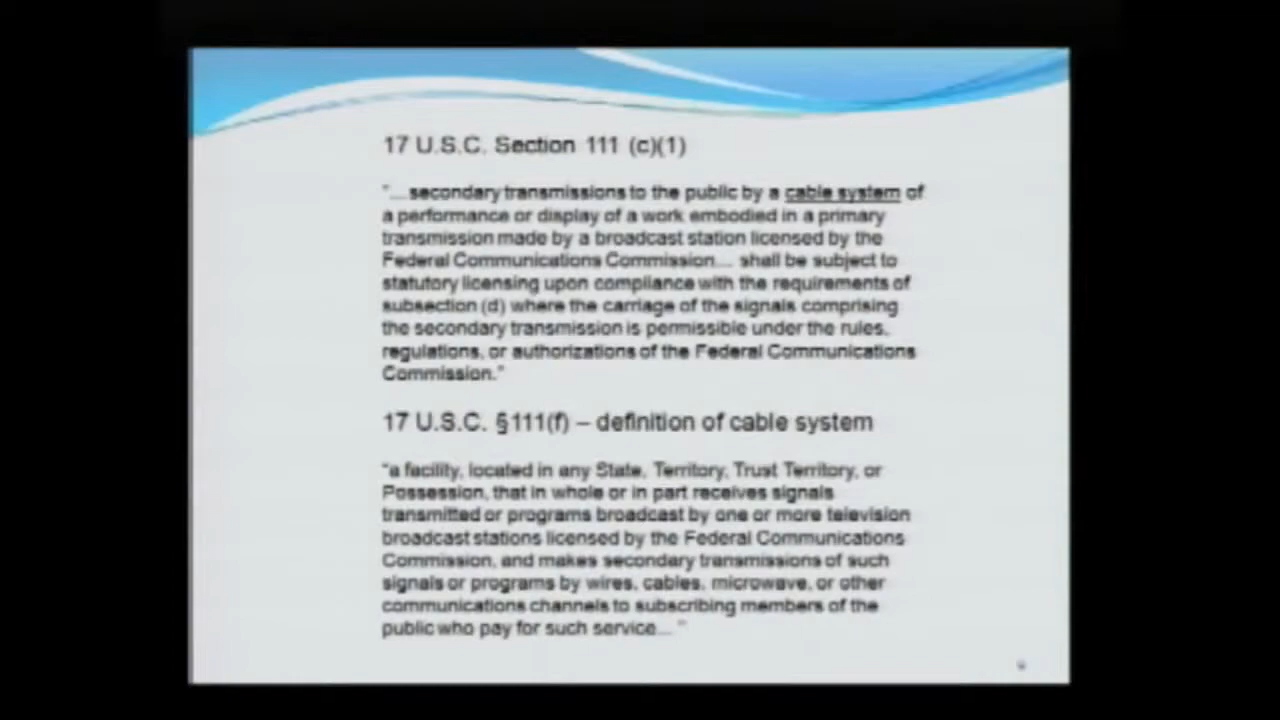 17 U.S.C. Section 111 (c)(1)
"... secondary transmissions to the public by a cable system of
a performance or display of a work embodied in a primary
transmission made by a broadcast station licensed by the
Federal Communications Commission... shall be subject to
statutory licensing upon compliance with the requirements of
subsection (d) where the carriage of the signals comprising
the secondary transmission is permissible under the rules,
regulations, or authorizations of the Federal Communications
Commission."
17 U.S.C. §111(f) – definition of cable system
"a facility, located in any State, Territory, Trust Territory, or
Possession, that in whole or in part receives signals
transmitted or programs broadcast by one or more television
broadcast stations licensed by the Federal Communications
Commission, and makes secondary transmissions of such
signals or programs by wires, cables, microwave, or other
communications channels to subscribing members of the
public who pay for such service... "